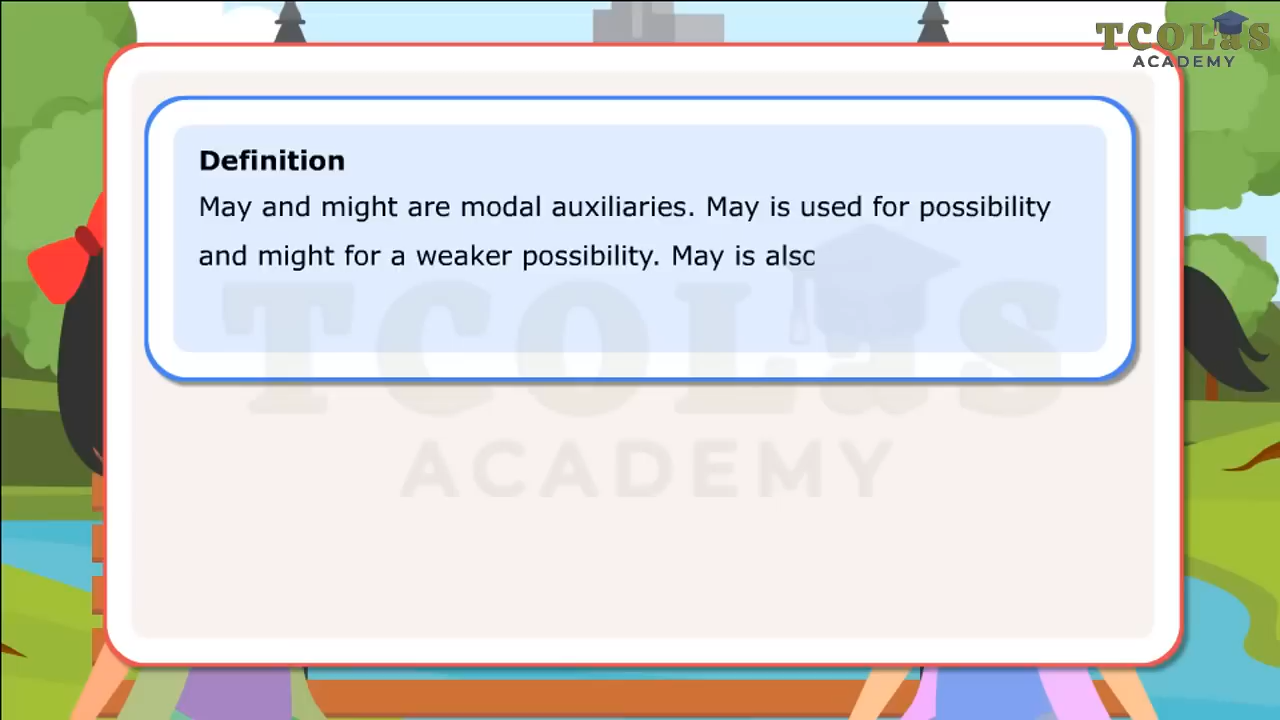 TCOLaS
ACADEMY
Definition
May and might are modal auxiliaries. May is used for possibility
and might for a weaker possibility. May is also
TCOLaS
ACADEMY